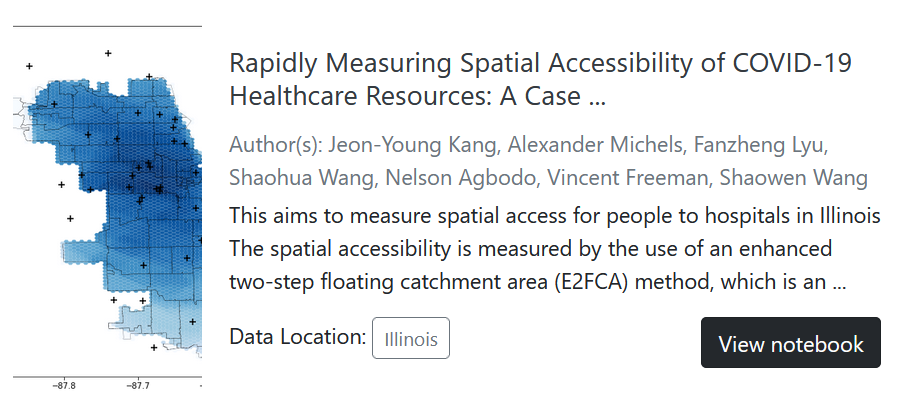 Rapidly Measuring Spatial Accessibility of COVID-19
Healthcare Resources: A Case ...
Author(s): Jeon-Young Kang, Alexander Michels, Fanzheng Lyu,
Shaohua Wang, Nelson Agbodo, Vincent Freeman, Shaowen Wang
This aims to measure spatial access for people to hospitals in Illinois
The spatial accessibility is measured by the use of an enhanced
two-step floating catchment area (E2FCA) method, which is an ...
Data Location: Illinois
View notebook
−87.8 −87.7